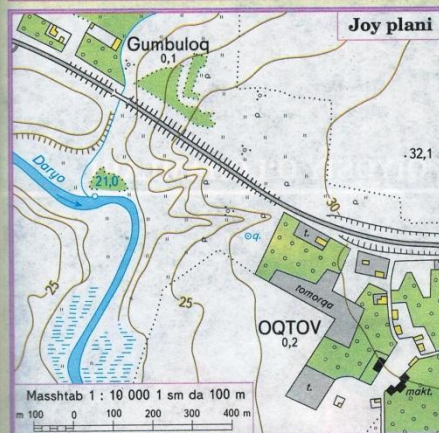 Joy plani
Gumbuloq
0,1
32,1
Daryo
21,0
30
q.
t.
25
25
tomorqa
OQTOV
0,2
t.
makt.
Masshtab 1 : 10 000 1 sm da 100 m
m 100 0 100 200 300 400 m